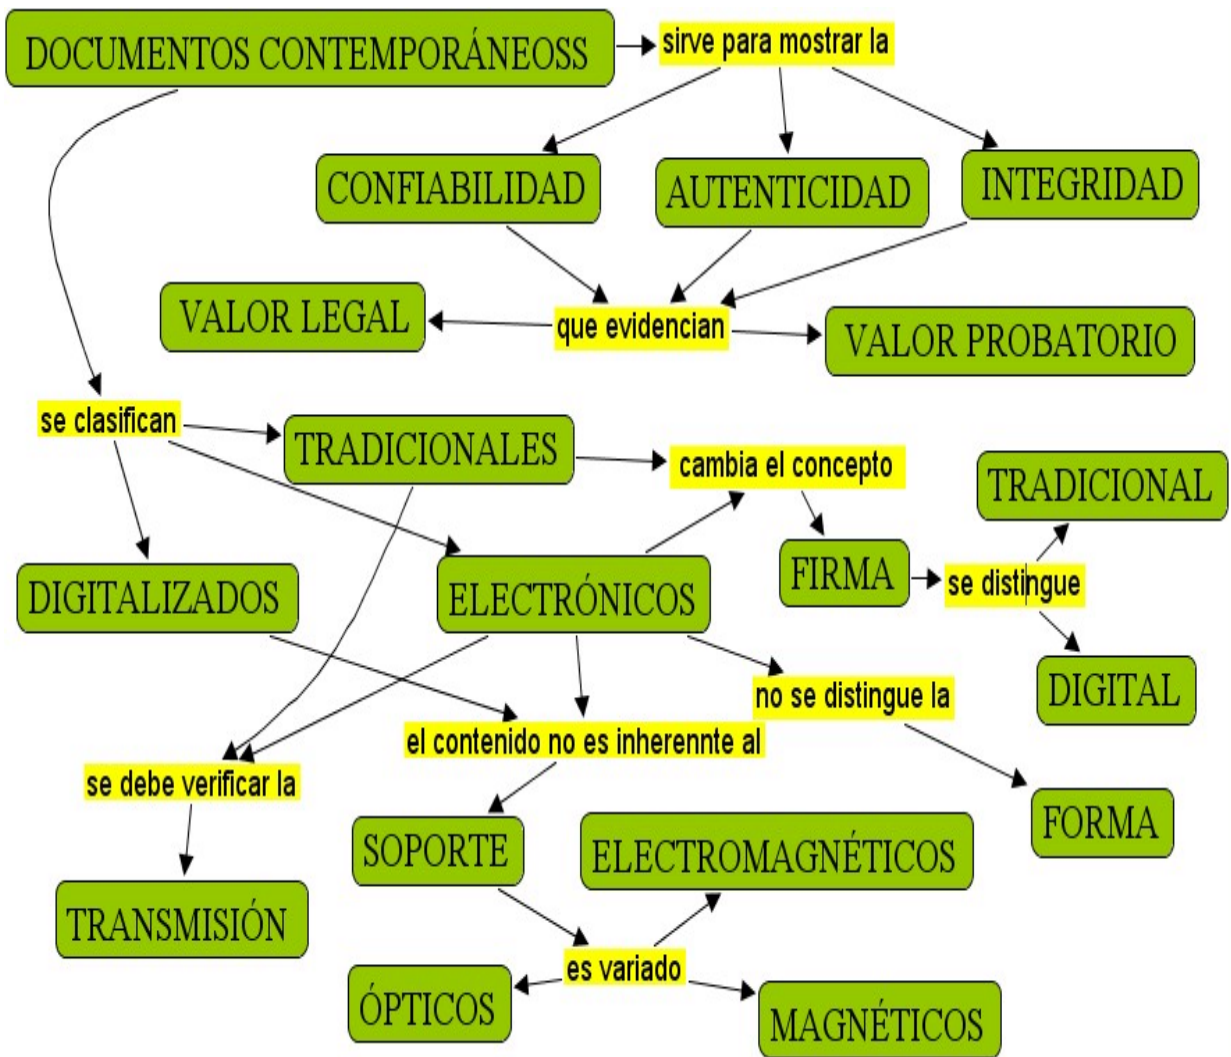 DOCUMENTOS CONTEMPORÁNEOSS
sirve para mostrar la
CONFIABILIDAD
AUTENTICIDAD
INTEGRIDAD
VALOR LEGAL
que evidencian
VALOR PROBATORIO
se clasifican
TRADICIONALES
cambia el concepto
TRADICIONAL
DIGITALIZADOS
ELECTRÓNICOS
FIRMA
se distingue
DIGITAL
no se distingue la
el contenido no es inherennte al
se debe verificar la
FORMA
SOPORTE
ELECTROMAGNÉTICOS
TRANSMISIÓN
es variado
ÓPTICOS
MAGNÉTICOS